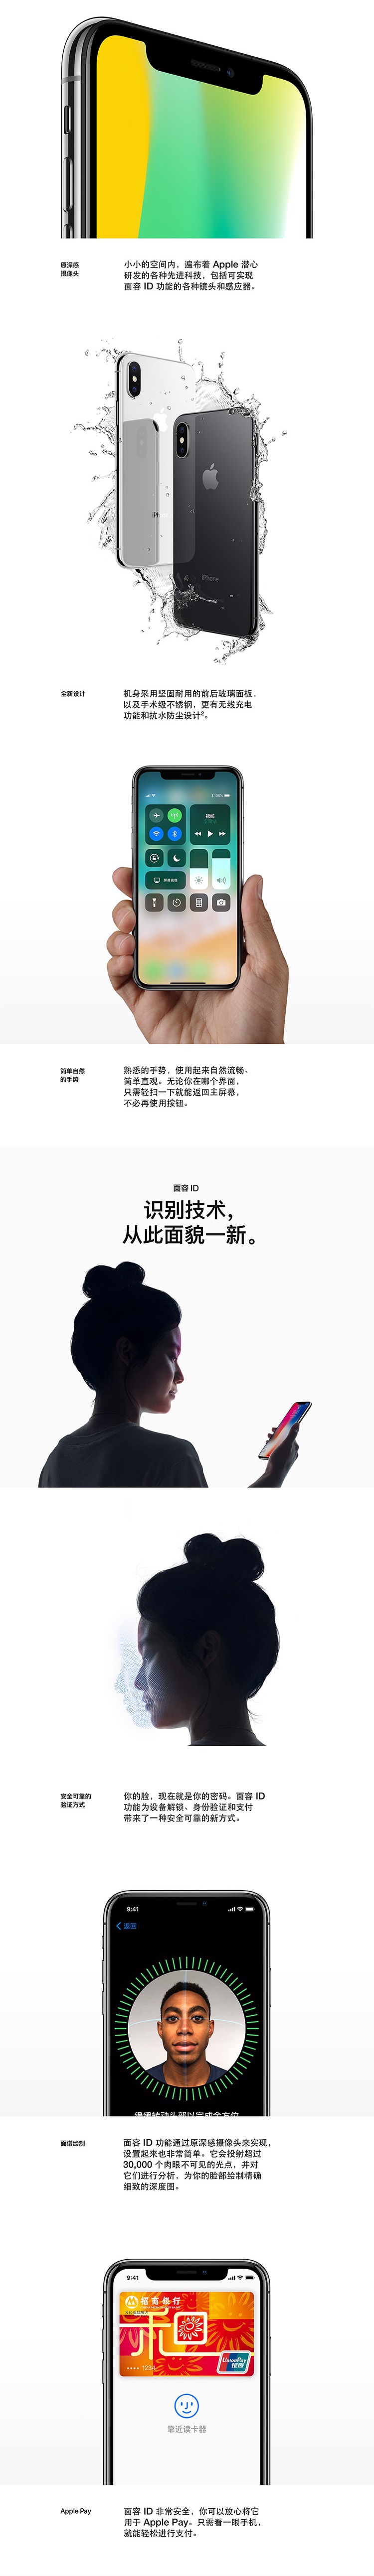 原深感
摄像头
小小的空间内，遍布着 Apple 潜心
研发的各种先进科技，包括可实现
面容 ID 功能的各种镜头和感应器。
iPhone
全新设计
机身采用坚固耐用的前后玻璃面板，
以及手术级不锈钢，更有无线充电
功能和抗水防尘设计²。
简单自然
的手势
熟悉的手势，使用起来自然流畅、
简单直观。无论你在哪个界面，
只需轻扫一下就能返回主屏幕，
不必再使用按钮。
面容 ID
识别技术，
从此面貌一新。
安全可靠的
验证方式
你的脸，现在就是你的密码。面容 ID
功能为设备解锁、身份验证和支付
带来了一种安全可靠的新方式。
9:41
返回
缓缓转动头部以完成全方位
面谱绘制
面容 ID 功能通过原深感摄像头来实现，
设置起来也非常简单。它会投射超过
30,000 个肉眼不可见的光点，并对
它们进行分析，为你的脸部绘制精确
细致的深度图。
9:41
招商银行
UnionPay
银联
•••• 1234
靠近读卡器
Apple Pay
面容 ID 非常安全，你可以放心将它
用于 Apple Pay。只需看一眼手机，
就能轻松进行支付。